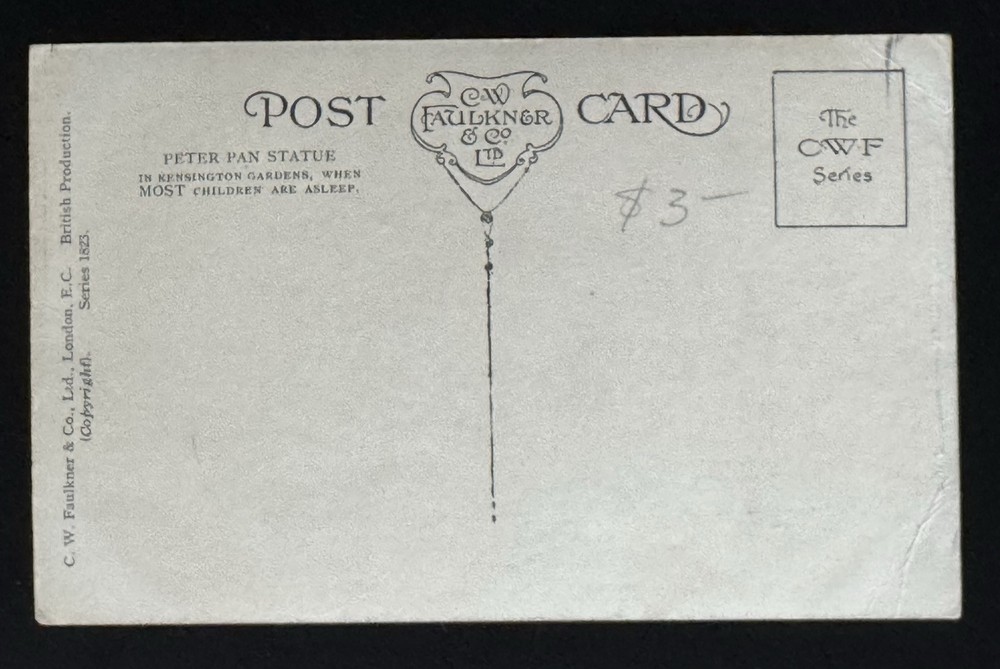 POST CARD
C.W
FAULKNER
& Co.
LTD
The
C.W.F
Series
PETER PAN STATUE
IN KENSINGTON GARDENS, WHEN
MOST CHILDREN ARE ASLEEP.
$3—
C. W. Faulkner & Co., Ltd., London, E.C. British Production.
(Copyright). Series 1823.